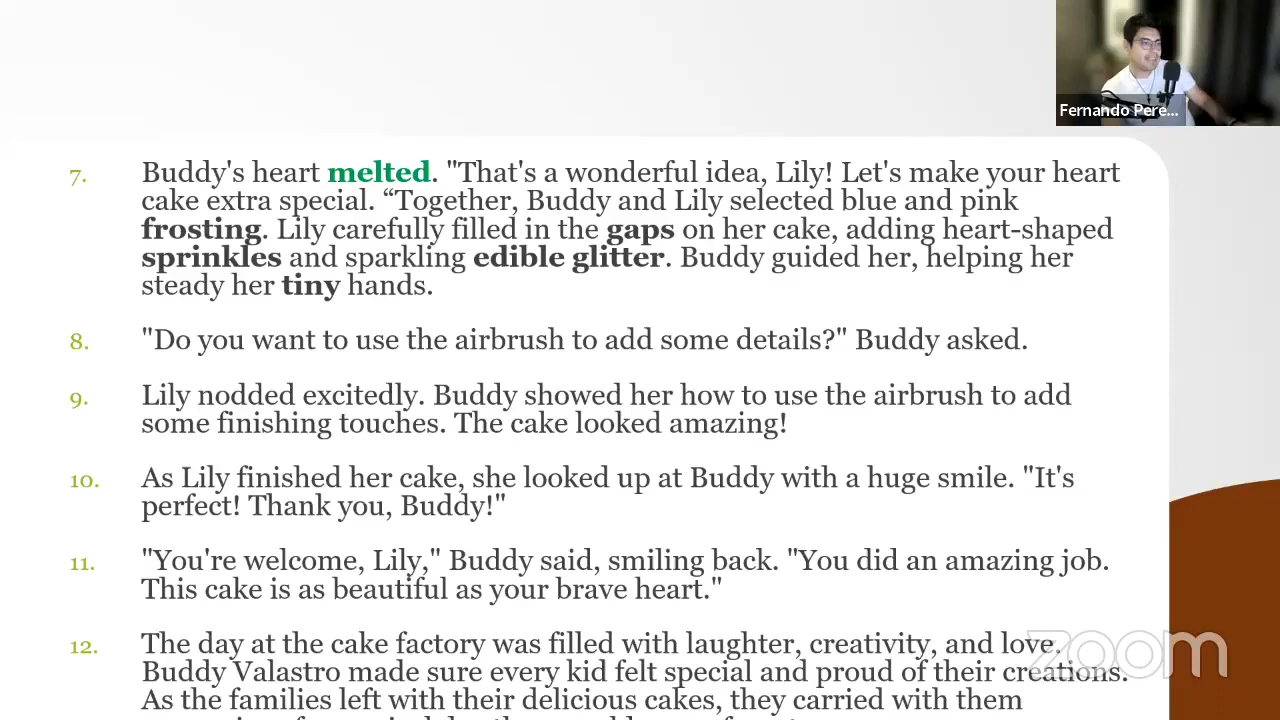 Fernando Pere...
7. Buddy's heart melted. "That's a wonderful idea, Lily! Let's make your heart
cake extra special. “Together, Buddy and Lily selected blue and pink
frosting. Lily carefully filled in the gaps on her cake, adding heart-shaped
sprinkles and sparkling edible glitter. Buddy guided her, helping her
steady her tiny hands.
8. "Do you want to use the airbrush to add some details?" Buddy asked.
9. Lily nodded excitedly. Buddy showed her how to use the airbrush to add
some finishing touches. The cake looked amazing!
10. As Lily finished her cake, she looked up at Buddy with a huge smile. "It's
perfect! Thank you, Buddy!"
11. "You're welcome, Lily," Buddy said, smiling back. "You did an amazing job.
This cake is as beautiful as your brave heart."
12. The day at the cake factory was filled with laughter, creativity, and love.
Buddy Valastro made sure every kid felt special and proud of their creations.
As the families left with their delicious cakes, they carried with them
zoom